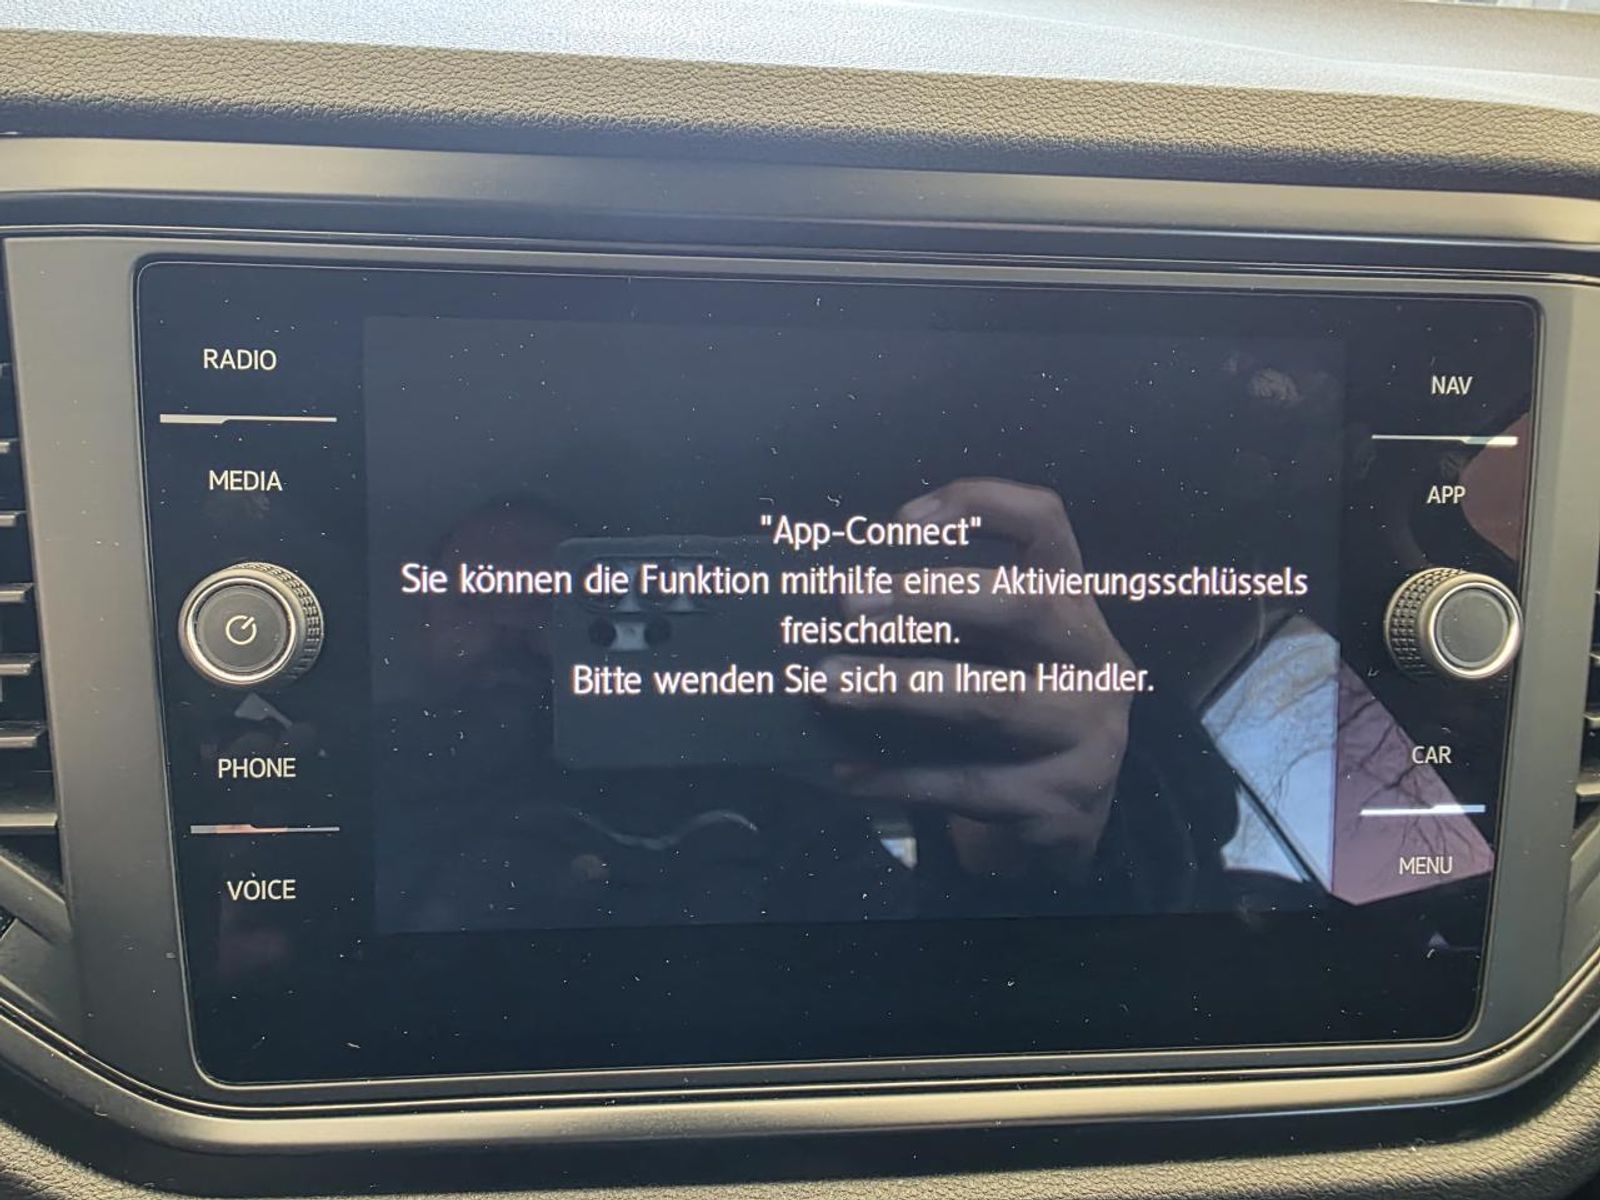 RADIO
MEDIA
PHONE
VOICE
"App-Connect"
Sie können die Funktion mithilfe eines Aktivierungsschlüssels
freischalten.
Bitte wenden Sie sich an Ihren Händler.
NAV
APP
CAR
MENU